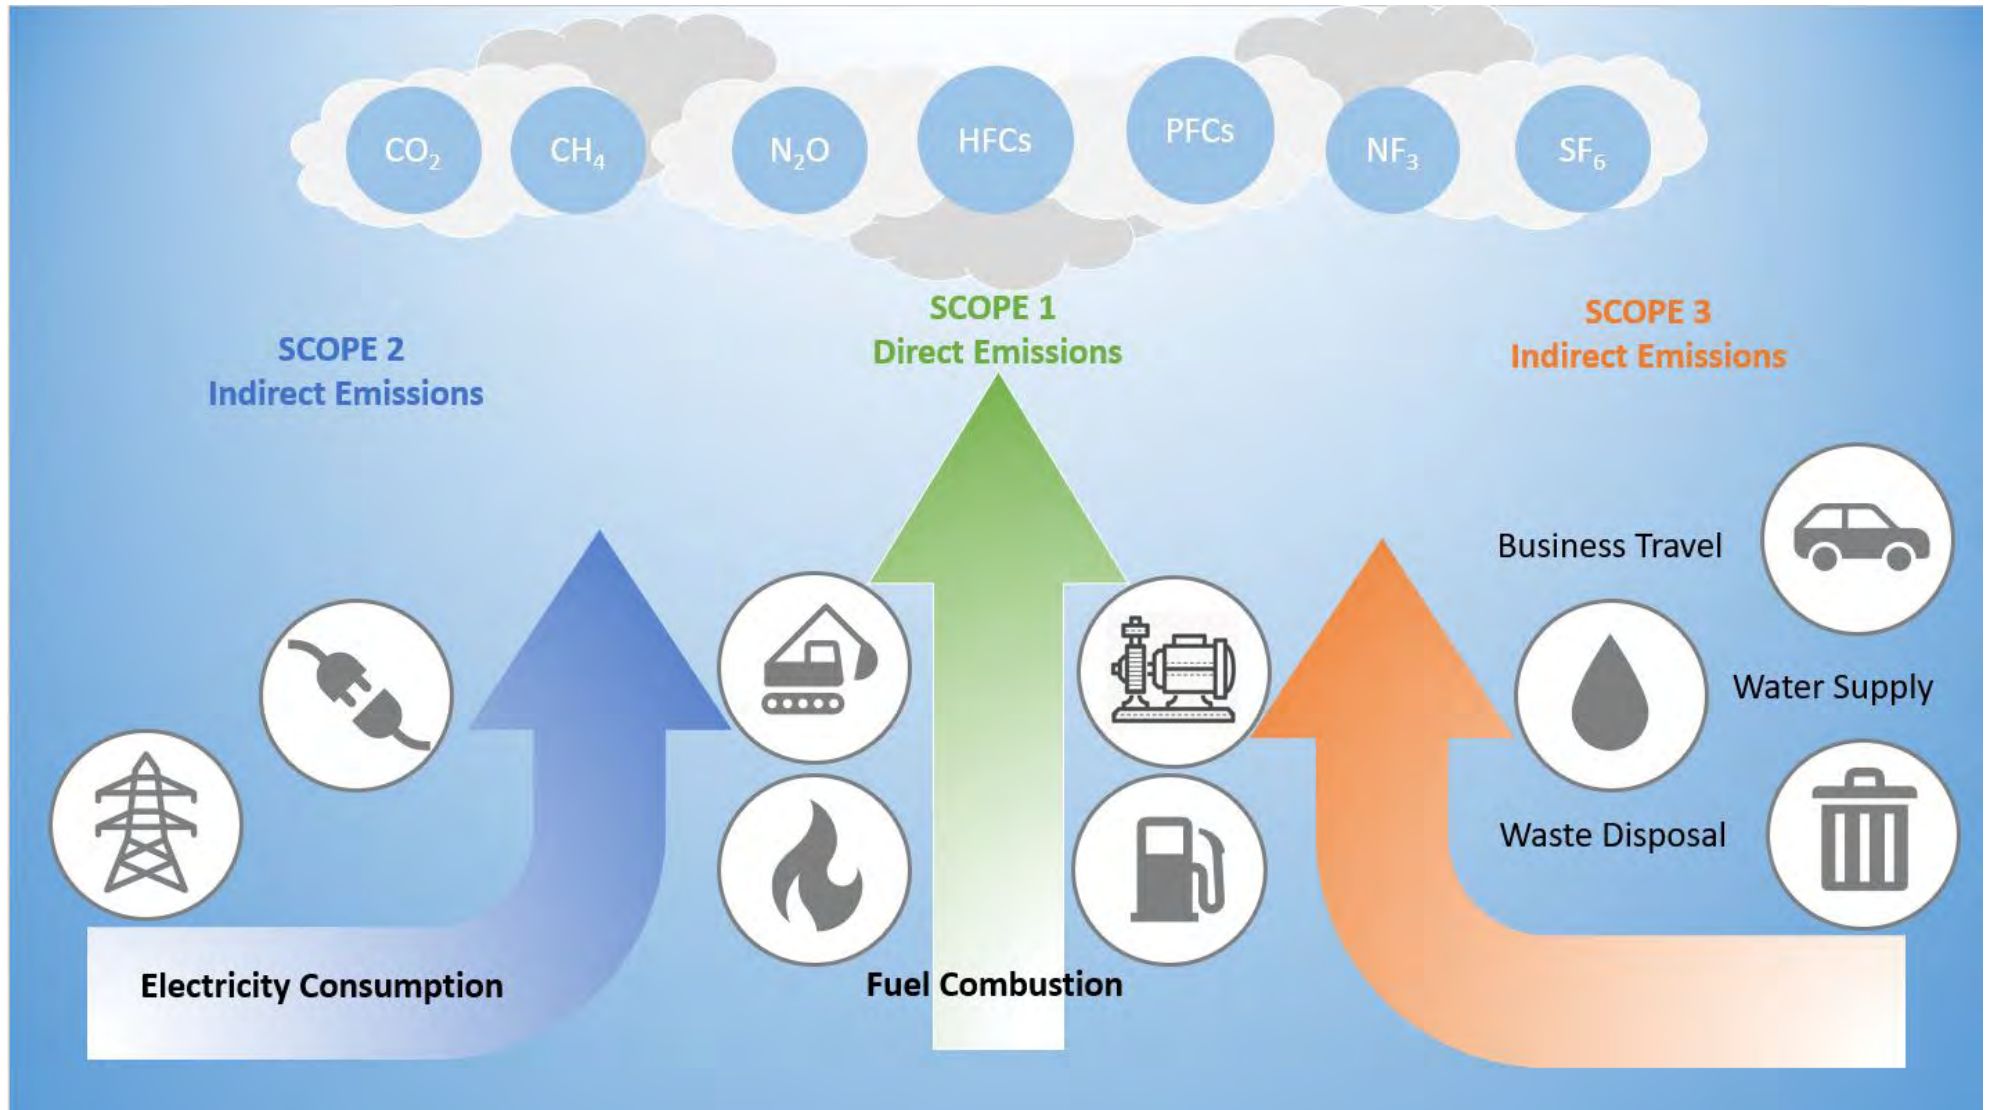 CO₂
CH₄
N₂O
HFCs
PFCs
NF₃
SF₆
SCOPE 2
Indirect Emissions
SCOPE 1
Direct Emissions
SCOPE 3
Indirect Emissions
Business Travel
Water Supply
Waste Disposal
Electricity Consumption
Fuel Combustion